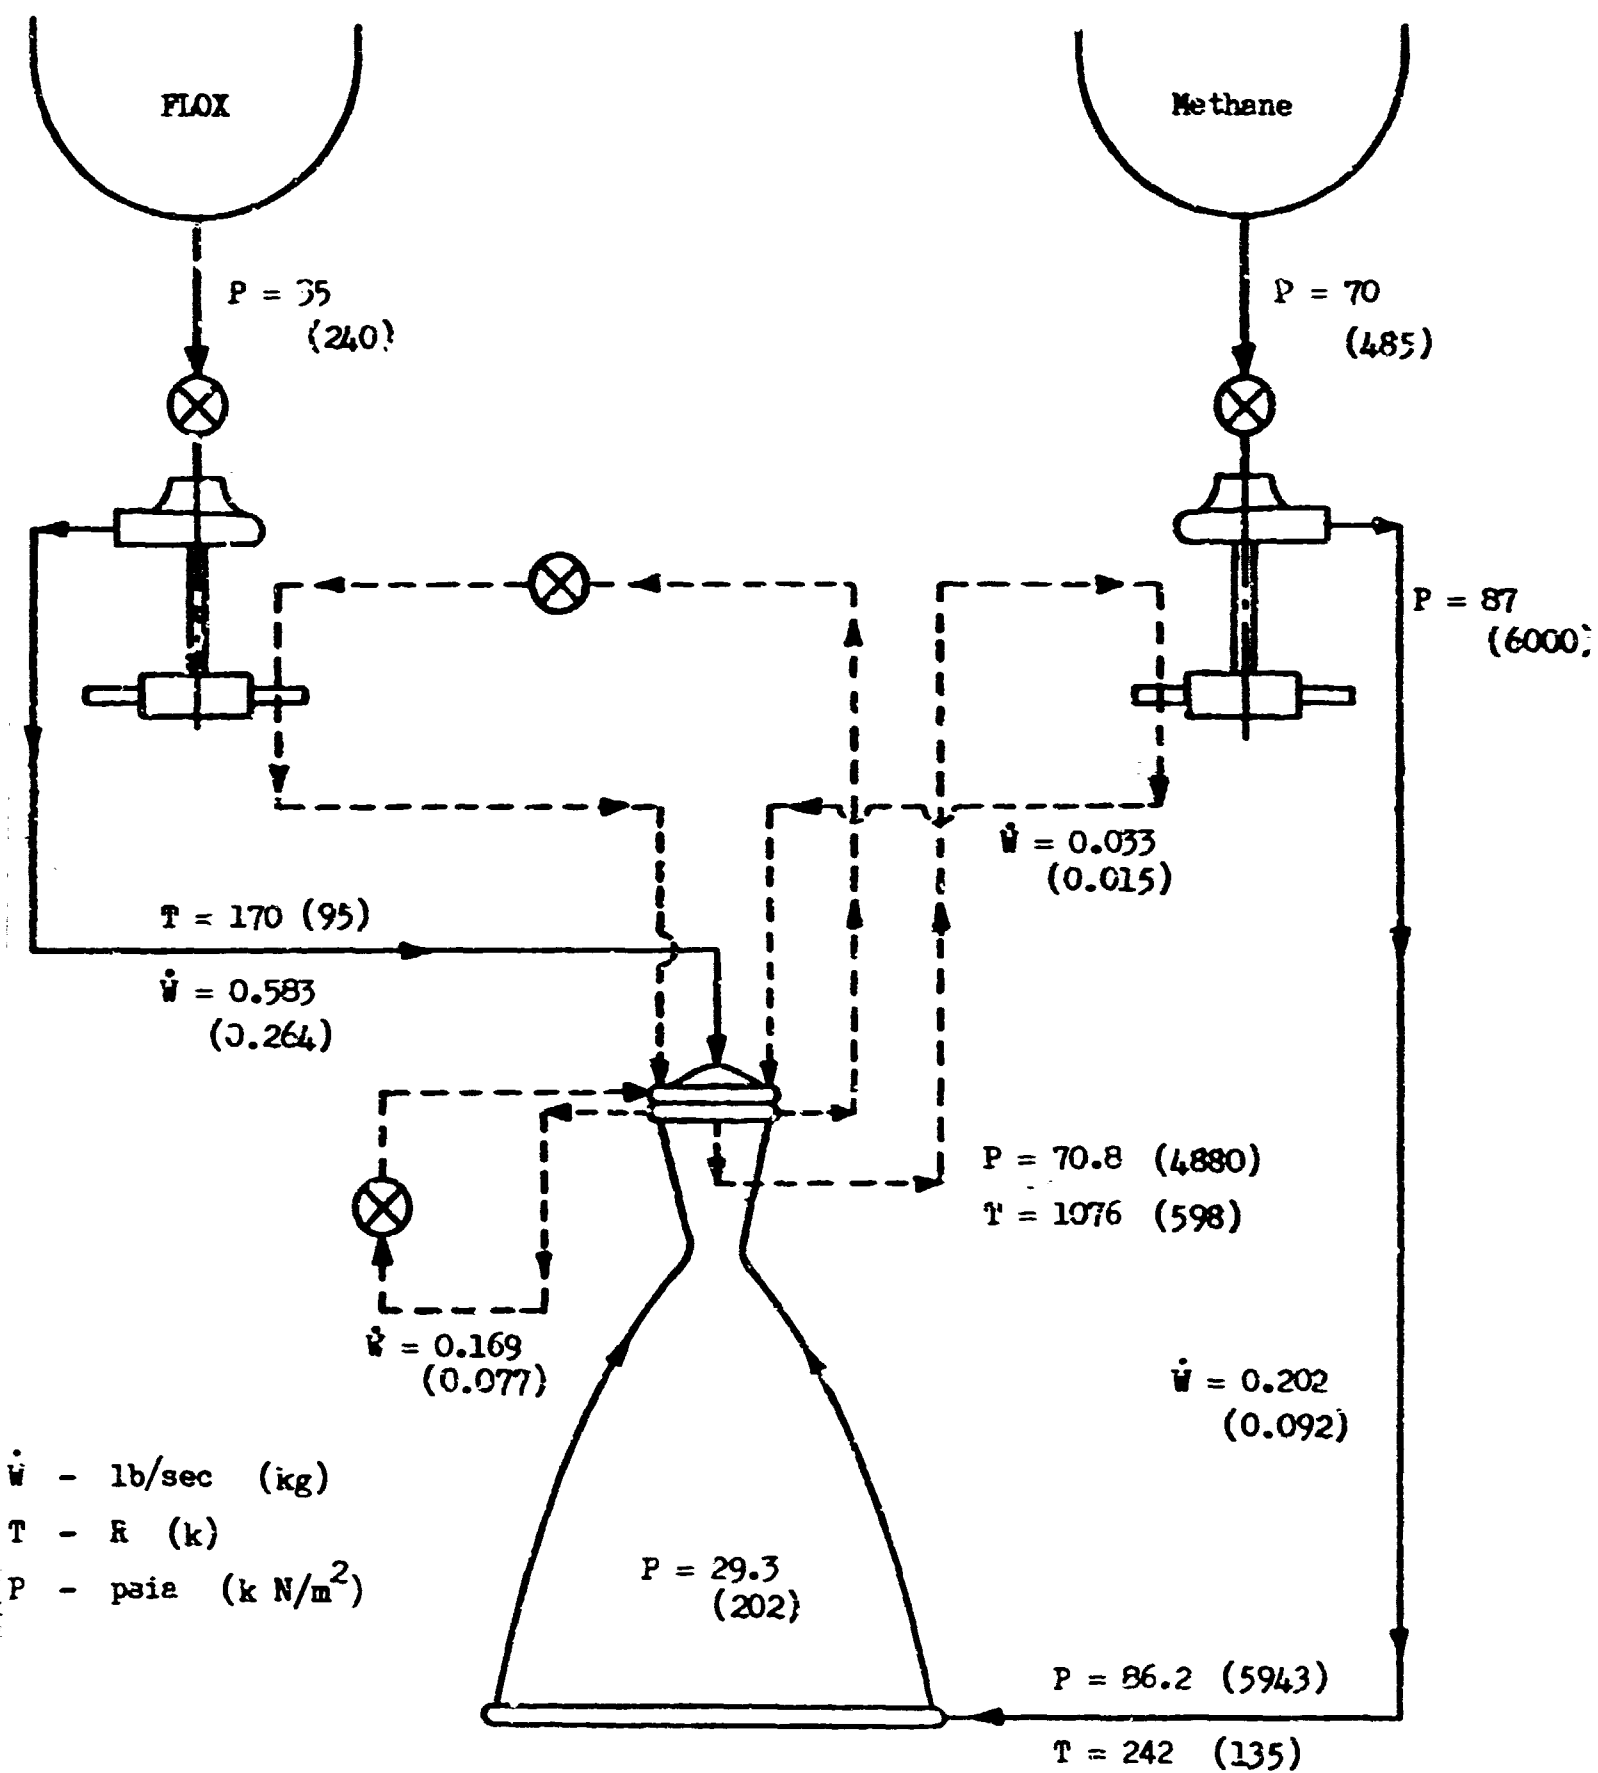 FLOX
Methane
P = 35
(240)
P = 70
(485)
P = 87
(6000)
Ẇ = 0.033
(0.015)
T = 170 (95)
Ẇ = 0.583
(0.264)
P = 70.8 (4880)
T = 1076 (598)
Ẇ = 0.169
(0.077)
Ẇ = 0.202
(0.092)
Ẇ - lb/sec (kg)
T - R (k)
P - psia (k N/m²)
P = 29.3
(202)
P = 86.2 (5943)
T = 242 (135)